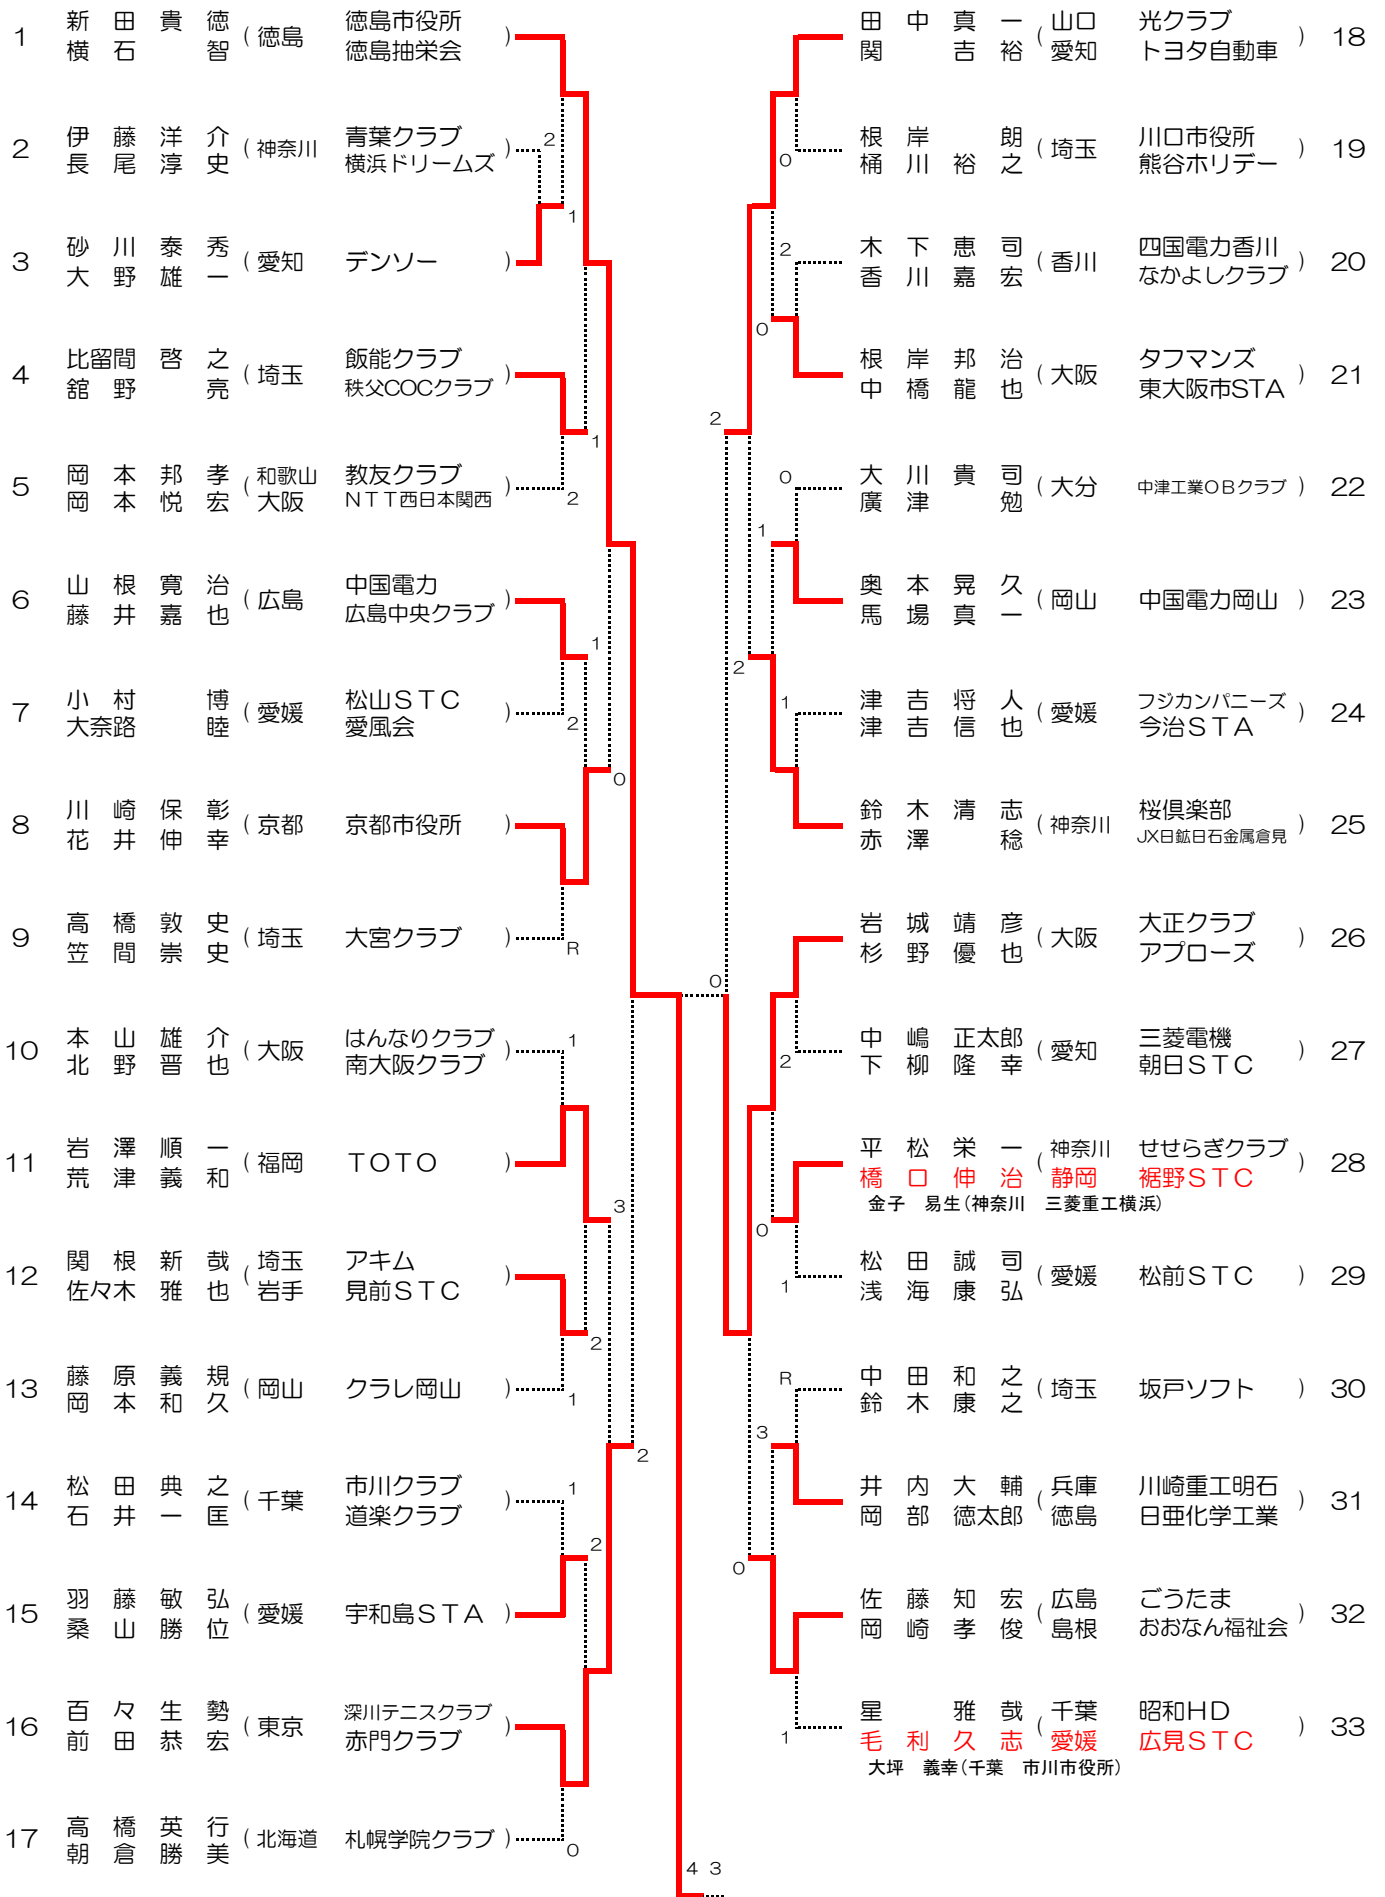 1 新田貴徳 横石智 (徳島 徳島市役所 徳島抽栄会)
2 伊藤洋介 長尾淳史 (神奈川 青葉クラブ 横浜ドリームズ)
2
1
3 砂川泰秀 大野雄一 (愛知 デンソー)
4 比留間啓之 舘野亮 (埼玉 飯能クラブ 秩父COCクラブ)
1
5 岡本邦孝 岡本悦宏 (和歌山 大阪 教友クラブ NTT西日本関西)
2
6 山根寛治 藤井嘉也 (広島 中国電力 広島中央クラブ)
1
7 小村博 大奈路睦 (愛媛 松山STC 愛風会)
2
0
8 川崎保彰 花井伸幸 (京都 京都市役所)
9 高橋敦史 笠間崇史 (埼玉 大宮クラブ)
R
10 本山雄介 北野晋也 (大阪 はんなりクラブ 南大阪クラブ)
1
11 岩澤順一 荒津義和 (福岡 TOTO)
3
12 関根新哉 佐々木雅也 (埼玉 岩手 アキム 見前STC)
2
13 藤原義規 岡本和久 (岡山 クラレ岡山)
1
2
14 松田典之 石井一匡 (千葉 市川クラブ 道楽クラブ)
1
2
15 羽藤敏弘 桑山勝位 (愛媛 宇和島STA)
16 百々生勢 前田恭宏 (東京 深川テニスクラブ 赤門クラブ)
17 高橋英行 朝倉勝美 (北海道 札幌学院クラブ)
0
4 3
田中真一 関吉裕 (山口 愛知 光クラブ トヨタ自動車) 18
根岸朗 桶川裕之 (埼玉 川口市役所 熊谷ホリデー) 19
0
木下恵司 香川嘉宏 (香川 四国電力香川 なかよしクラブ) 20
2
0
根岸邦治 中橋龍也 (大阪 タフマンズ 東大阪市STA) 21
2
大川貴司 廣津勉 (大分 中津工業OBクラブ) 22
0
1
奥本晃久 馬場真一 (岡山 中国電力岡山) 23
2
津吉将人 津吉信也 (愛媛 フジカンパニーズ 今治STA) 24
1
鈴木清志 赤澤稔 (神奈川 桜倶楽部 JX日鉱日石金属倉見) 25
岩城靖彦 杉野優也 (大阪 大正クラブ アプローズ) 26
0
中嶋正太郎 下柳隆幸 (愛知 三菱電機 朝日STC) 27
2
平松栄一 橋口伸治 (神奈川 静岡 せせらぎクラブ 裾野STC) 28
金子 易生(神奈川 三菱重工横浜)
0
松田誠司 浅海康弘 (愛媛 松前STC) 29
1
中田和之 鈴木康之 (埼玉 坂戸ソフト) 30
R
3
井内大輔 岡部徳太郎 (兵庫 徳島 川崎重工明石 日亜化学工業) 31
0
佐藤知宏 岡崎孝俊 (広島 島根 ごうたま おおなん福祉会) 32
星雅哉 毛利久志 (千葉 愛媛 昭和HD 広見STC) 33
1
大坪 義幸(千葉 市川市役所)